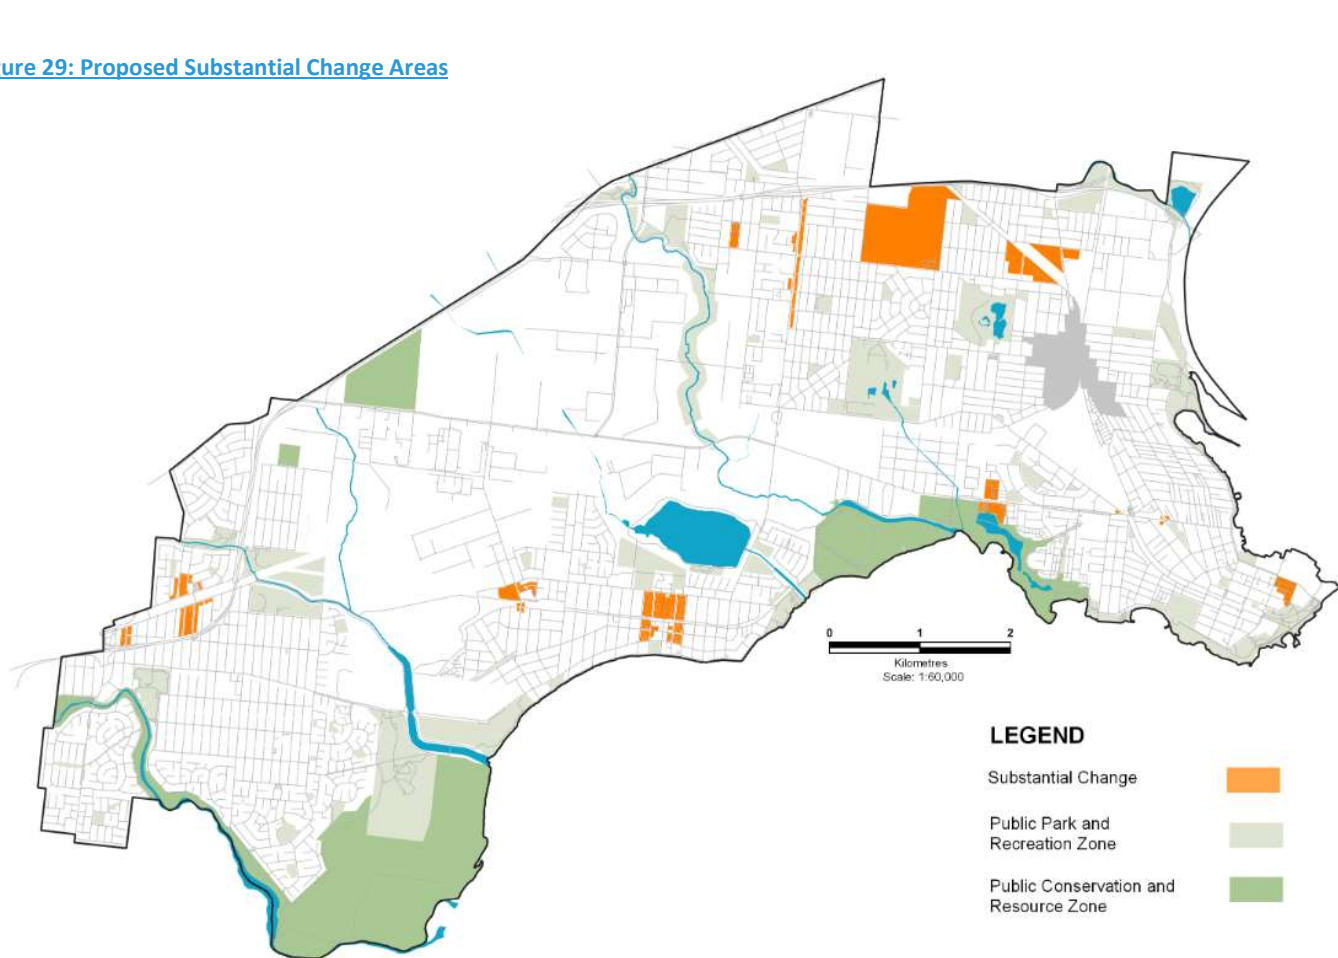 ure 29: Proposed Substantial Change Areas
0 1 2
Kilometres
Scale: 1:60,000
LEGEND
Substantial Change
Public Park and
Recreation Zone
Public Conservation and
Resource Zone